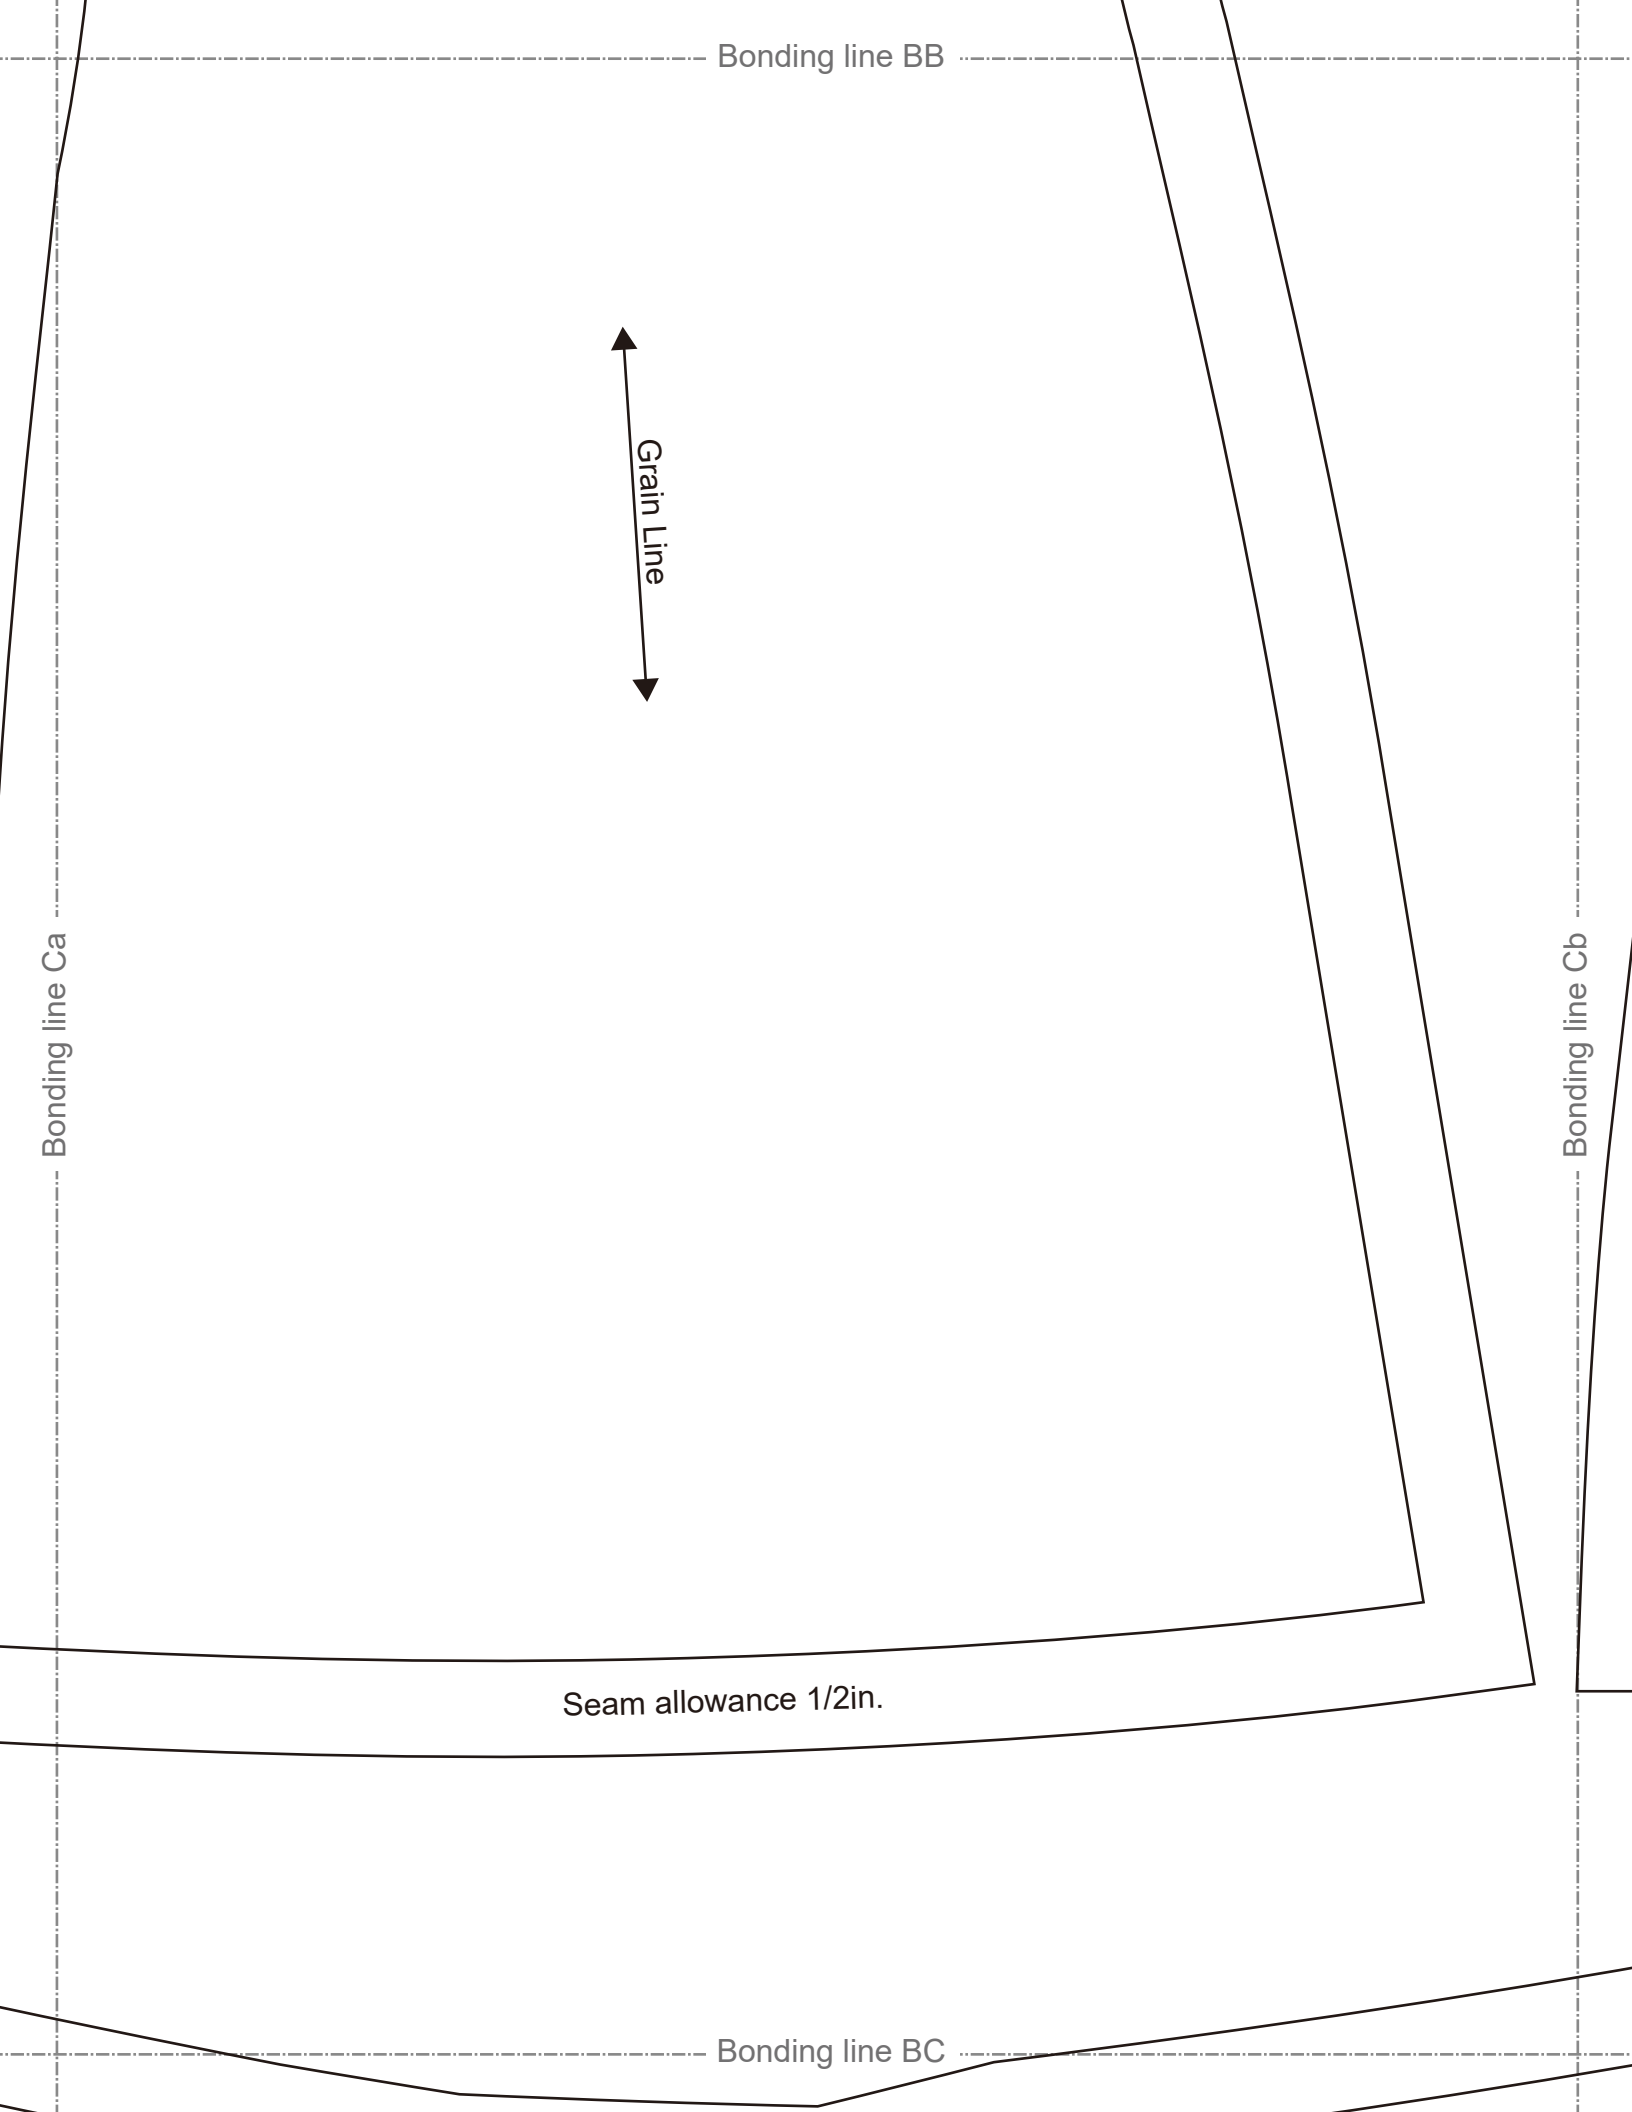 Bonding line BB
Grain Line
Bonding line Ca
Bonding line Cb
Seam allowance 1/2in.
Bonding line BC